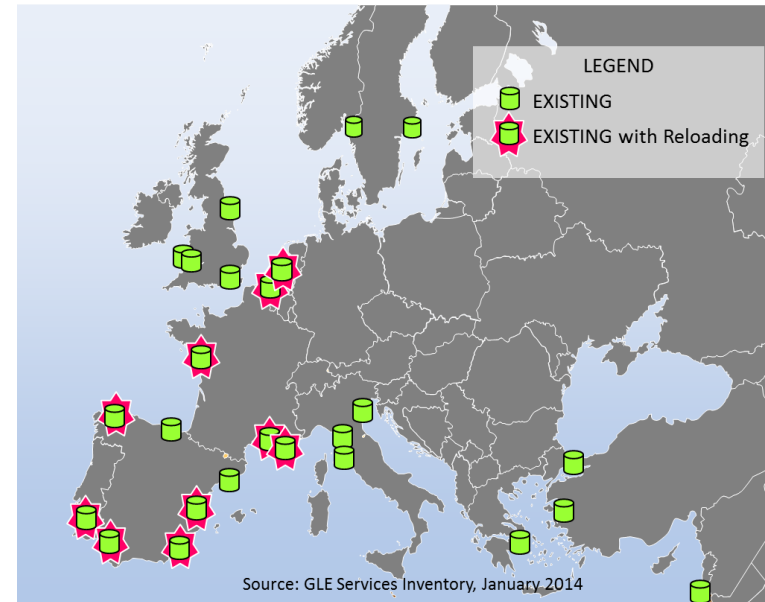 LEGEND
EXISTING
EXISTING with Reloading
Source: GLE Services Inventory, January 2014